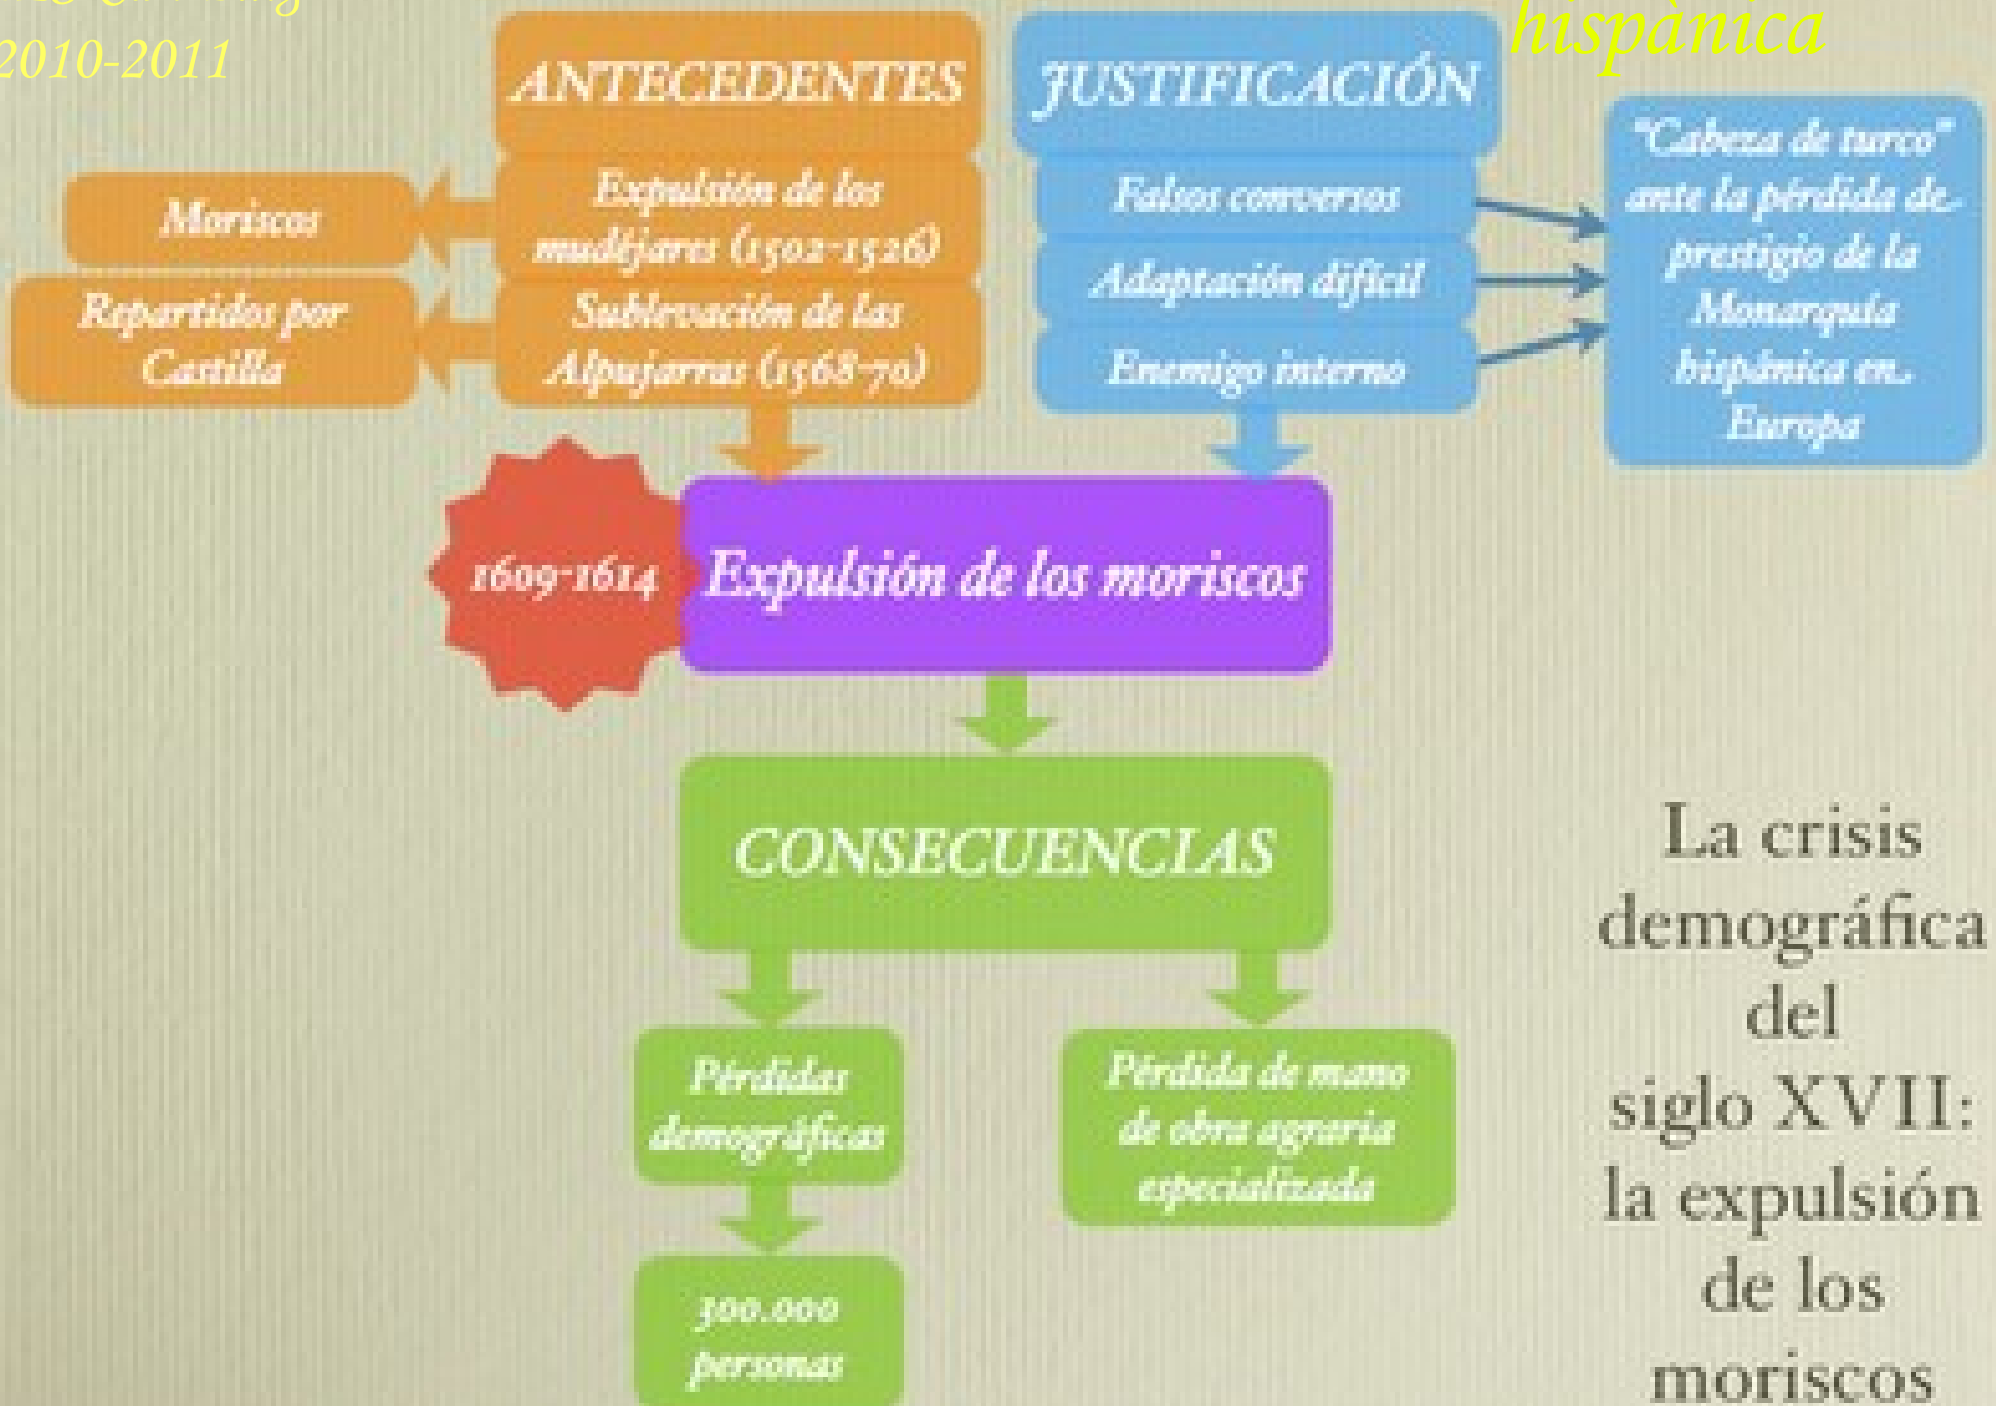 2010-2011
hispànica
ANTECEDENTES
Expulsión de los
mudéjares (1502-1526)
Moriscos
Sublevación de las
Alpujarras (1568-70)
Repartidos por
Castilla
JUSTIFICACIÓN
Falsos conversos
Adaptación difícil
Enemigo interno
"Cabeza de turco"
ante la pérdida de
prestigio de la
Monarquía
hispánica en
Europa
1609-1614
Expulsión de los moriscos
CONSECUENCIAS
Pérdidas
demográficas
300.000
personas
Pérdida de mano
de obra agraria
especializada
La crisis
demográfica
del
siglo XVII:
la expulsión
de los
moriscos